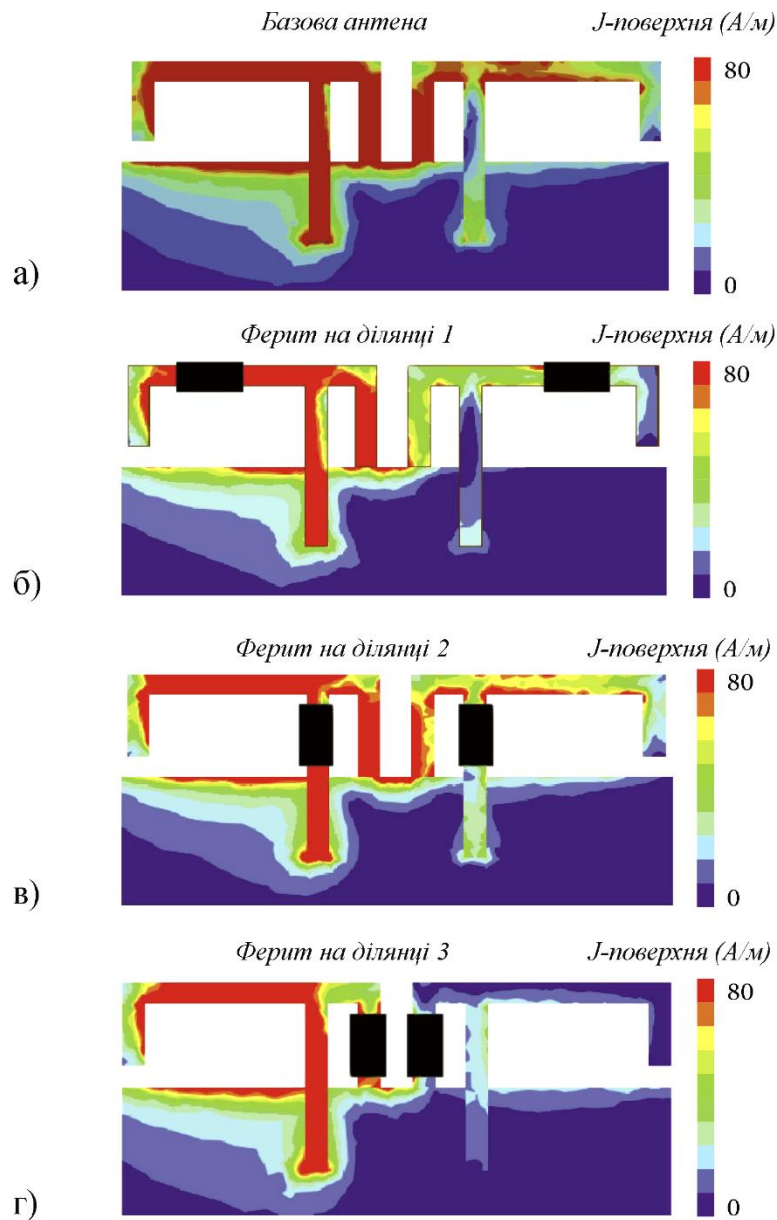 Базова антена J-поверхня (А/м)
80
0
а)
Ферит на ділянці 1 J-поверхня (А/м)
80
0
б)
Ферит на ділянці 2 J-поверхня (А/м)
80
0
в)
Ферит на ділянці 3 J-поверхня (А/м)
80
0
г)